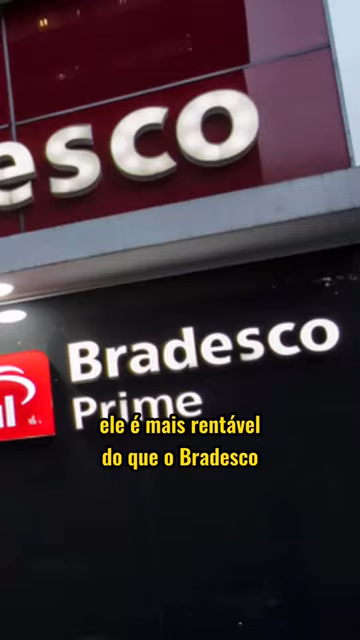 esco
Bradesco
Prime
ele é mais rentável
do que o Bradesco